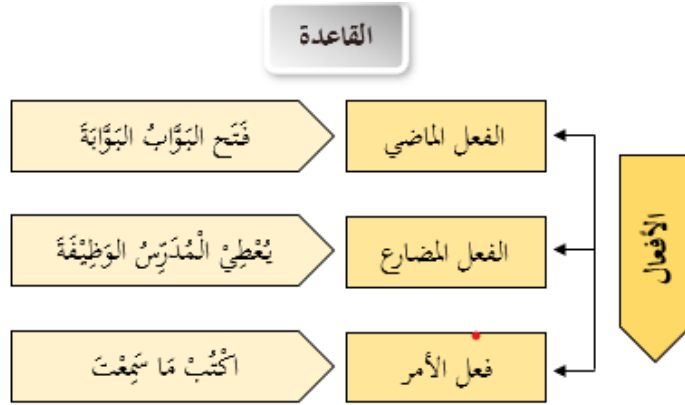 القاعدة
الأفعال
الفعل الماضي
فَتَح البَوَّابُ البَوَّابَةَ
الفعل المضارع
يُعْطِيْ الْمُدَرِّسُ الوَظِيْفَةَ
فعل الأمر
اكْتُبْ مَا سَمِعْتَ